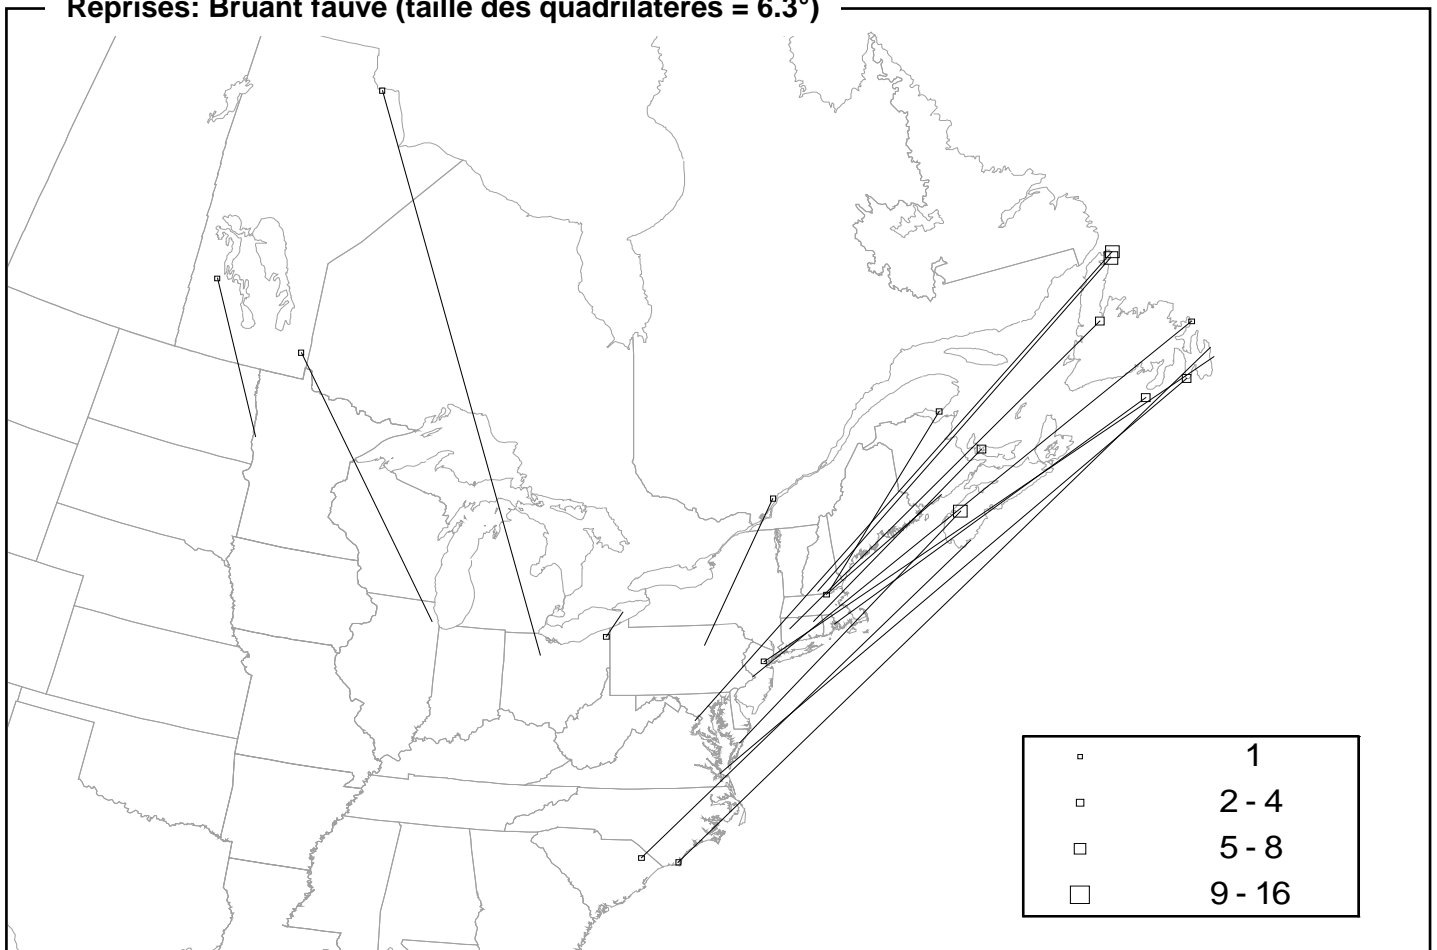 Reprises: Bruant fauve (taille des quadrilatères = 6.3°)
1
2 - 4
5 - 8
9 - 16